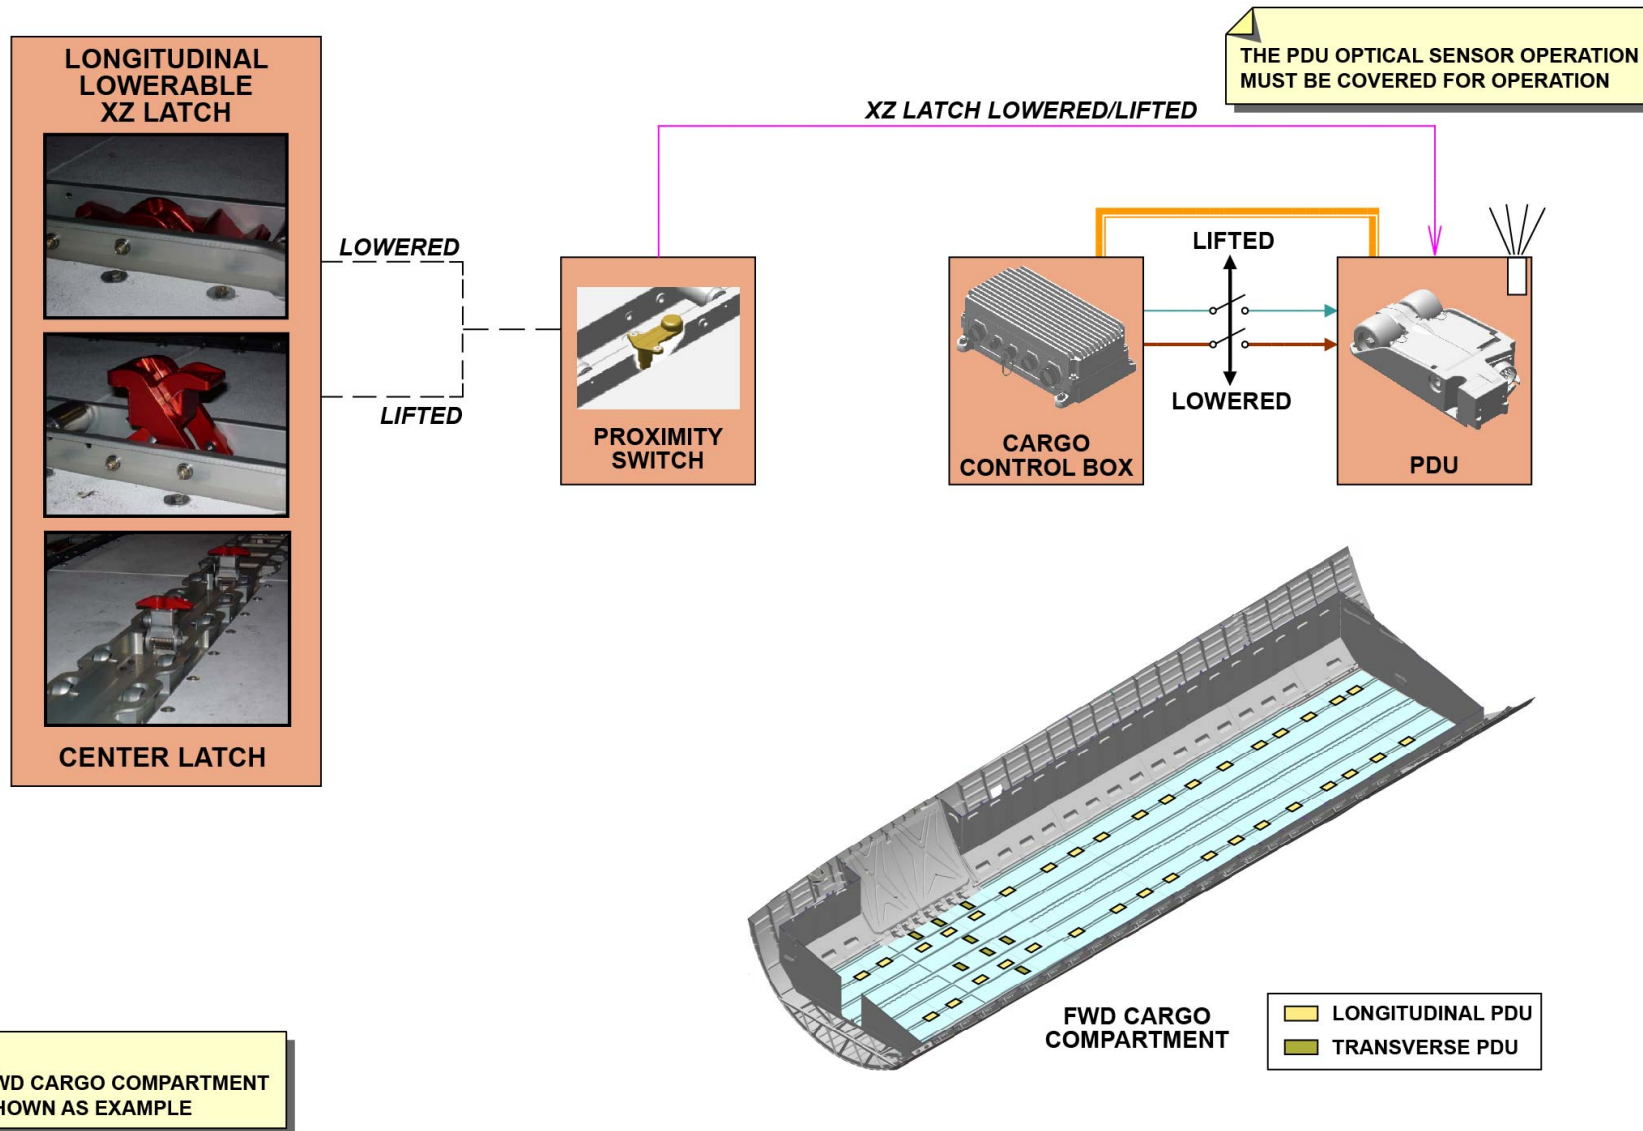 LONGITUDINAL
LOWERABLE
XZ LATCH
CENTER LATCH
LOWERED
LIFTED
PROXIMITY
SWITCH
XZ LATCH LOWERED/LIFTED
THE PDU OPTICAL SENSOR OPERATION
MUST BE COVERED FOR OPERATION
LIFTED
LOWERED
CARGO
CONTROL BOX
PDU
FWD CARGO
COMPARTMENT
LONGITUDINAL PDU
TRANSVERSE PDU
WD CARGO COMPARTMENT
HOWN AS EXAMPLE